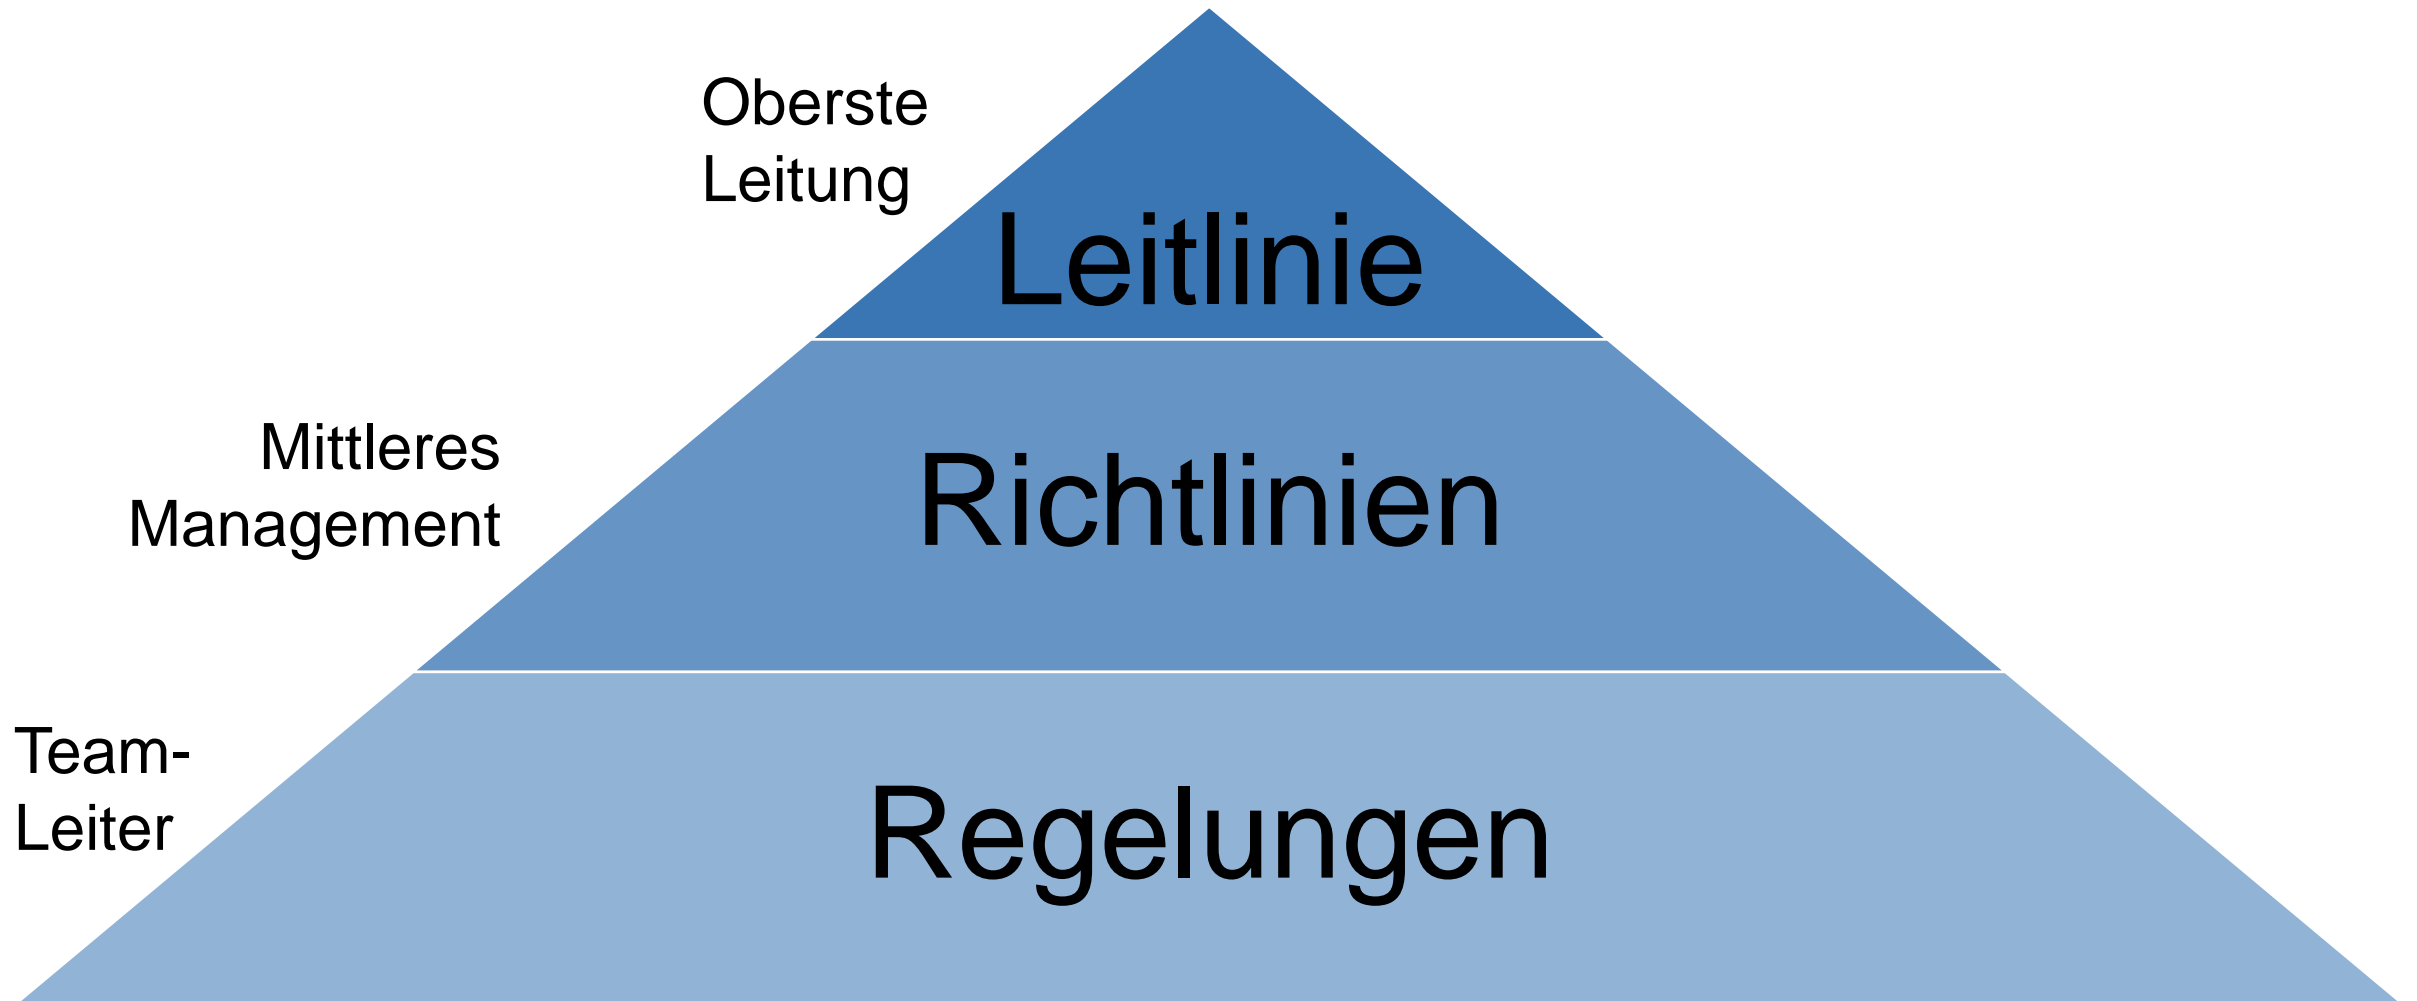 Oberste
Leitung
Leitlinie
Mittleres
Management
Richtlinien
Team-
Leiter
Regelungen